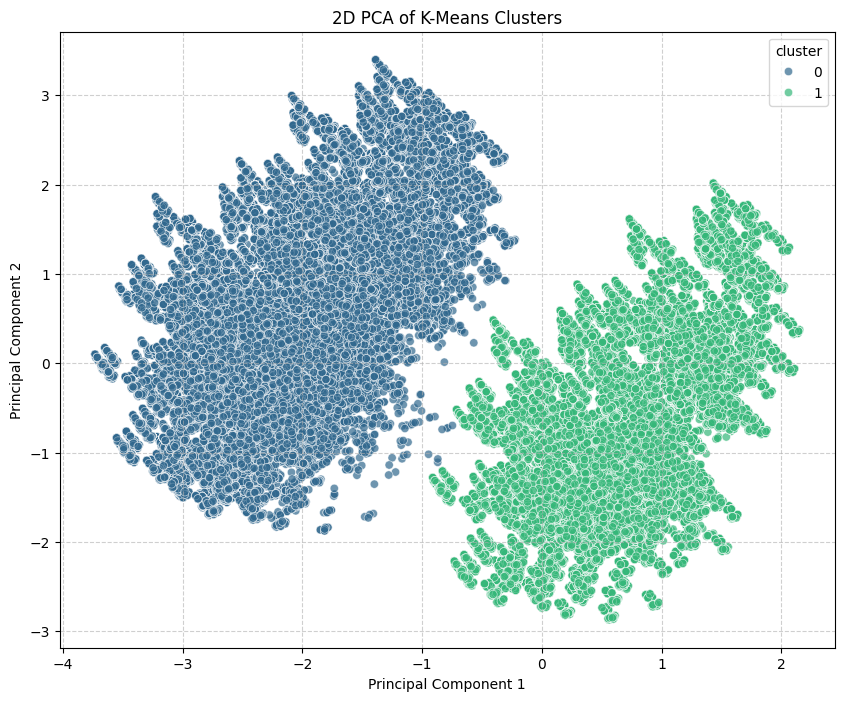 2D PCA of K-Means Clusters
cluster
0
1
3
2
1
0
−1
−2
−3
Principal Component 2
−4 −3 −2 −1 0 1 2
Principal Component 1